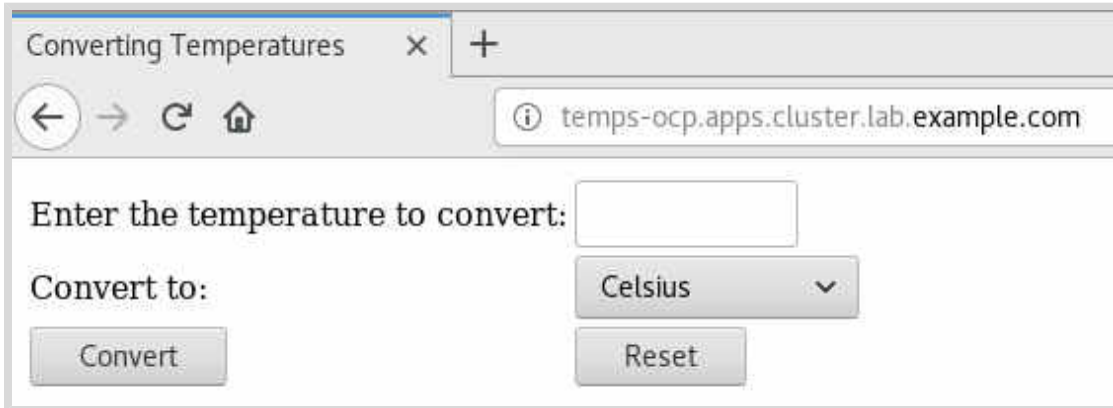 Converting Temperatures
temps-ocp.apps.cluster.lab.example.com
Enter the temperature to convert:
Convert to: Celsius
Convert Reset